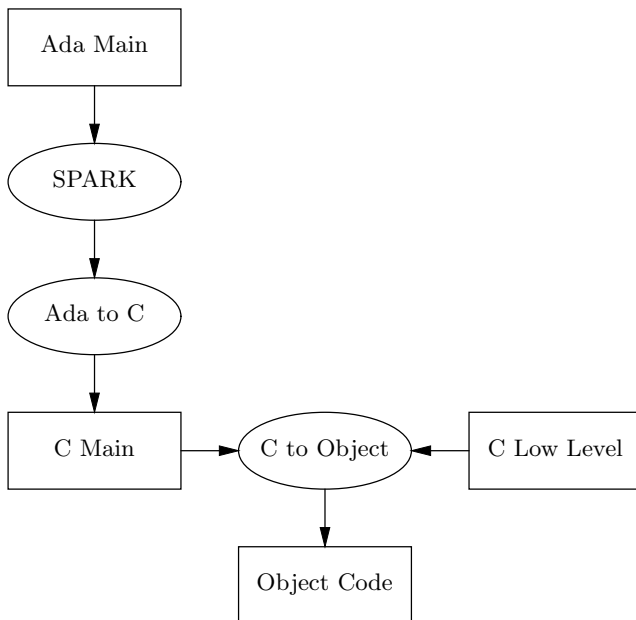 Ada Main
SPARK
Ada to C
C Main
C to Object
C Low Level
Object Code